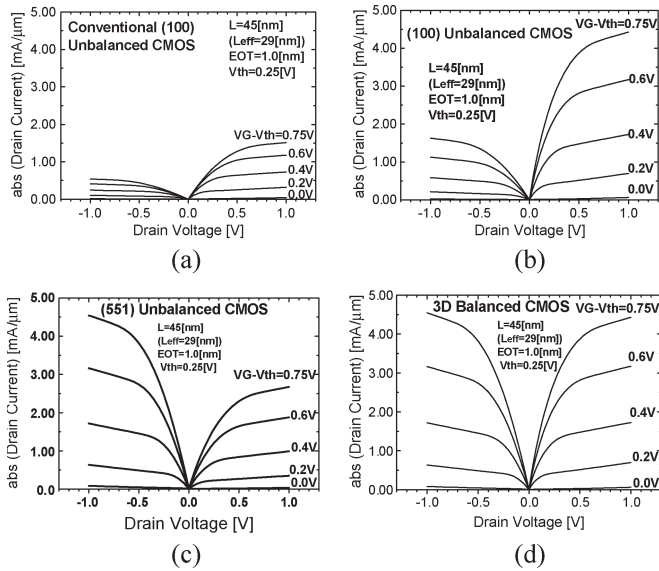 abs (Drain Current) [mA/μm]
5.00
4.00
3.00
2.00
1.00
0.00
Conventional (100)
Unbalanced CMOS
L=45[nm]
(Leff=29[nm])
EOT=1.0[nm]
Vth=0.25[V]
VG-Vth=0.75V
0.6V
0.4V
0.2V
0.0V
-1.0 -0.5 0.0 0.5 1.0
Drain Voltage [V]
(a)
abs (Drain Current) [mA/μm]
5.00
4.00
3.00
2.00
1.00
0.00
(100) Unbalanced CMOS
L=45[nm]
(Leff=29[nm])
EOT=1.0[nm]
Vth=0.25[V]
VG-Vth=0.75V
0.6V
0.4V
0.2V
0.0V
-1.0 -0.5 0.0 0.5 1.0
Drain Voltage [V]
(b)
abs (Drain Current) [mA/μm]
5.00
4.00
3.00
2.00
1.00
0.00
(551) Unbalanced CMOS
L=45[nm]
(Leff=29[nm])
EOT=1.0[nm]
Vth=0.25[V]
VG-Vth=0.75V
0.6V
0.4V
0.2V
0.0V
-1.0 -0.5 0.0 0.5 1.0
Drain Voltage [V]
(c)
abs (Drain Current) [mA/μm]
5.00
4.00
3.00
2.00
1.00
0.00
3D Balanced CMOS
L=45[nm]
(Leff=29[nm])
EOT=1.0[nm]
Vth=0.25[V]
VG-Vth=0.75V
0.6V
0.4V
0.2V
0.0V
-1.0 -0.5 0.0 0.5 1.0
Drain Voltage [V]
(d)